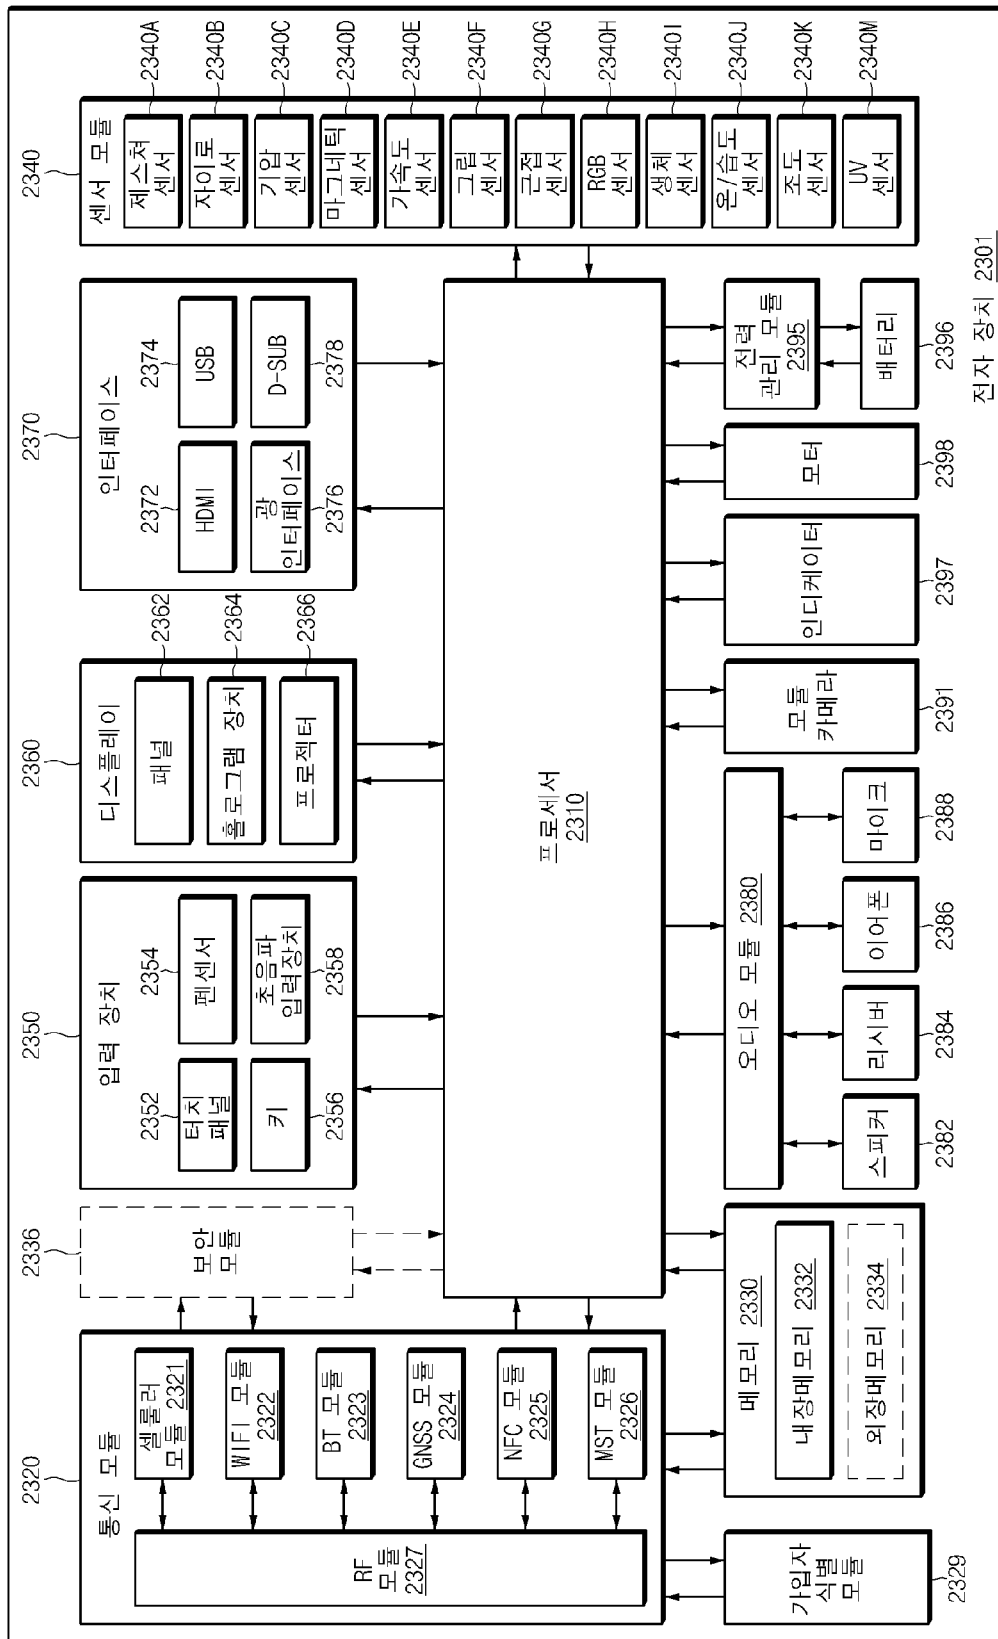 2320
통신 모듈
RF
모듈
2327
셀룰러
모듈 2321
WIFI 모듈
2322
BT 모듈
2323
GNSS 모듈
2324
NFC 모듈
2325
MST 모듈
2326
2336
보안
모듈
2350
입력 장치
2352
터치
패널
2354
펜센서
키
2356
초음파
입력장치
2358
2360
디스플레이
패널
2362
홀로그램 장치
2364
프로젝터
2366
2370
인터페이스
2372
HDMI
2374
USB
광
인터페이스
2376
D-SUB
2378
2340
센서 모듈
제스처
센서
2340A
자이로
센서
2340B
기압
센서
2340C
마그네틱
센서
2340D
가속도
센서
2340E
그립
센서
2340F
근접
센서
2340G
RGB
센서
2340H
생체
센서
2340I
온/습도
센서
2340J
조도
센서
2340K
UV
센서
2340M
프로세서
2310
가입자
식별
모듈
2329
메모리 2330
내장메모리 2332
외장메모리 2334
오디오 모듈 2380
스피커
2382
리시버
2384
이어폰
2386
마이크
2388
모듈
카메라
2391
인디케이터
2397
모터
2398
전력
관리 모듈
2395
배터리
2396
전자 장치 2301